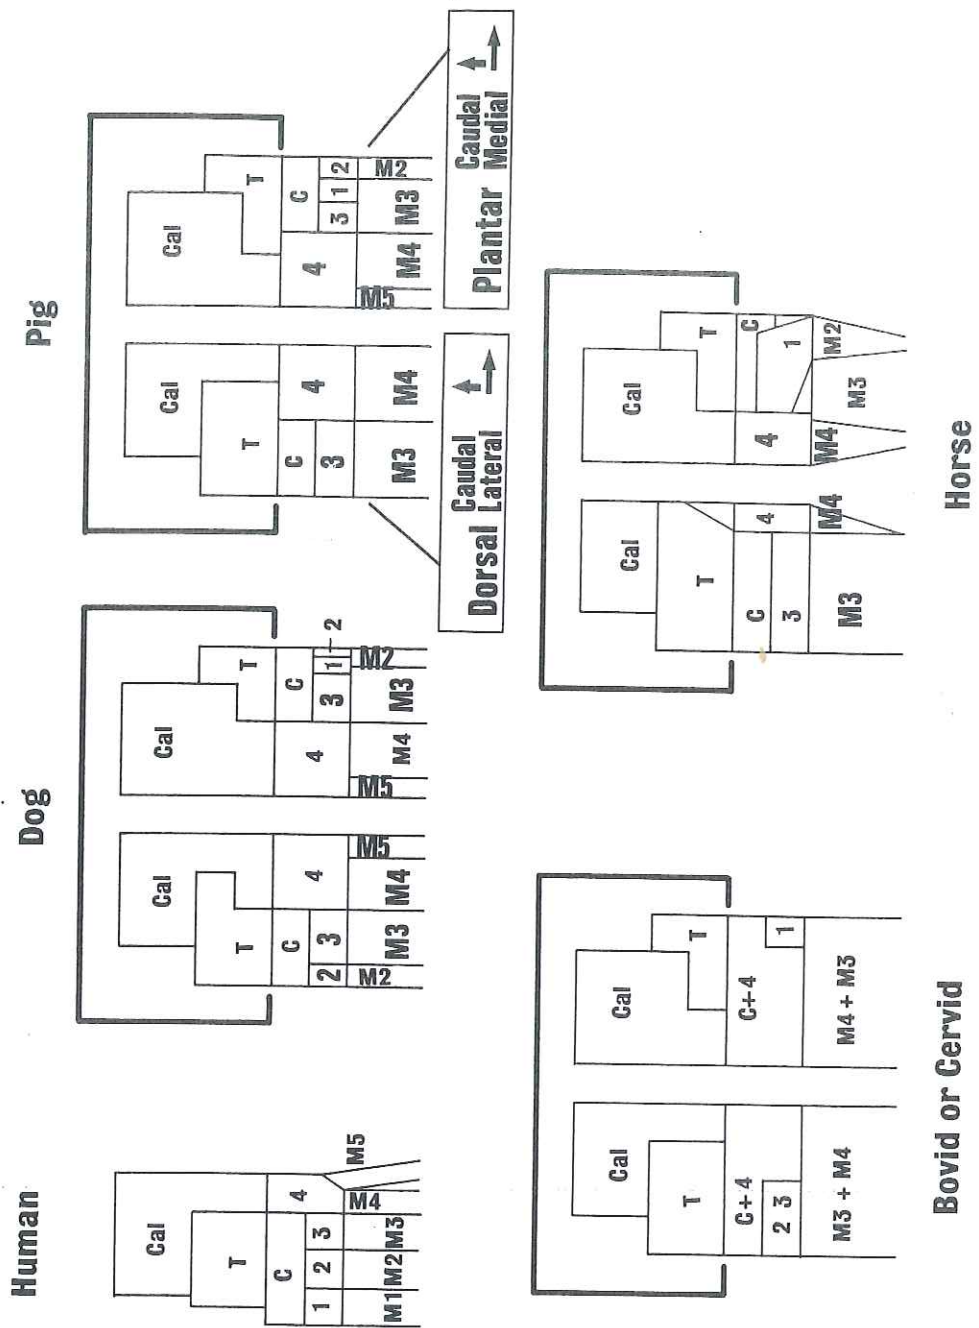 Human
Cal
T
C
4
1
2
3
M1
M2
M3
M4
M5
Dog
Cal
T
C
4
2
3
M2
M3
M4
M5
Cal
T
C
4
3
1
2
M5
M4
M3
M2
Pig
Cal
T
C
4
3
M3
M4
Cal
T
C
4
3
1
2
M5
M4
M3
M2
Dorsal Caudal
Lateral
Plantar Caudal
Medial
Cal
T
C+4
2 3
M3 + M4
Cal
T
C+4
1
M4 + M3
Bovid or Cervid
Cal
T
C
4
3
M3
M4
Cal
T
C
4
1
M4
M3
M2
Horse